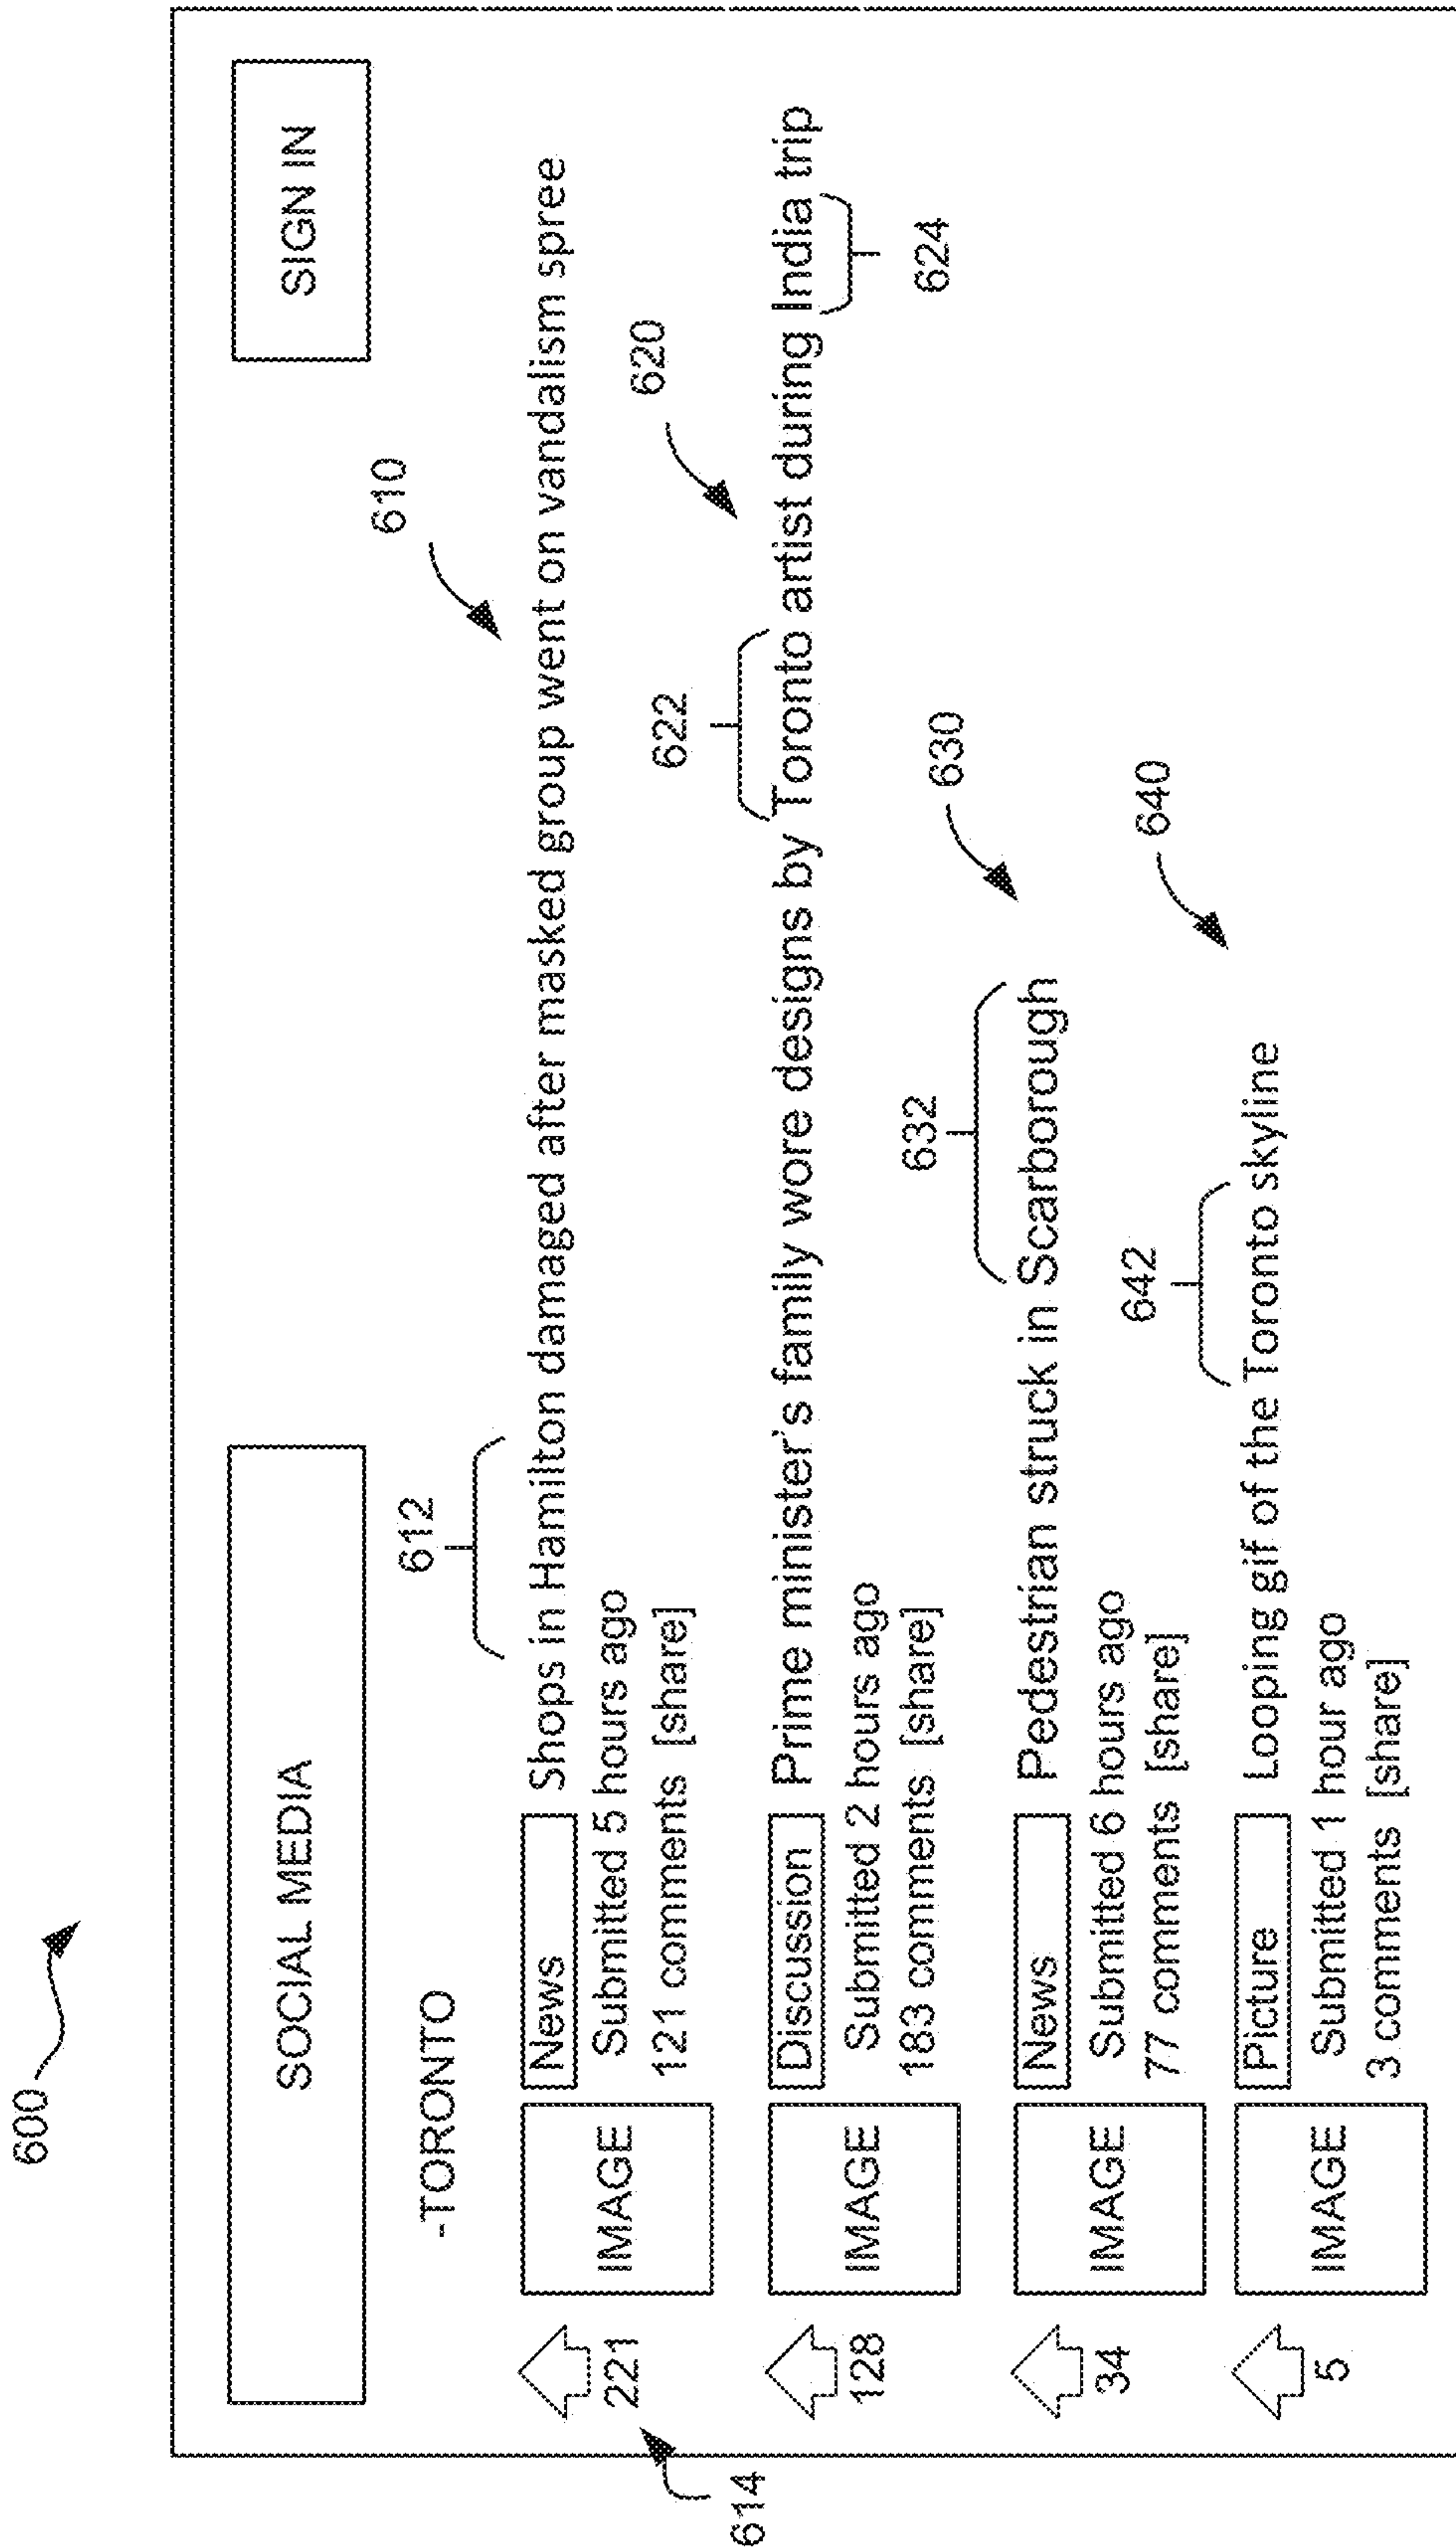 600
SOCIAL MEDIA
SIGN IN
-TORONTO
612
610
614
221
IMAGE
News
Shops in Hamilton damaged after masked group went on vandalism spree
Submitted 5 hours ago
121 comments [share]
622
620
128
IMAGE
Discussion
Prime minister's family wore designs by Toronto artist during India trip
624
Submitted 2 hours ago
183 comments [share]
632
630
34
IMAGE
News
Pedestrian struck in Scarborough
Submitted 6 hours ago
77 comments [share]
642
640
5
IMAGE
Picture
Looping gif of the Toronto skyline
Submitted 1 hour ago
3 comments [share]